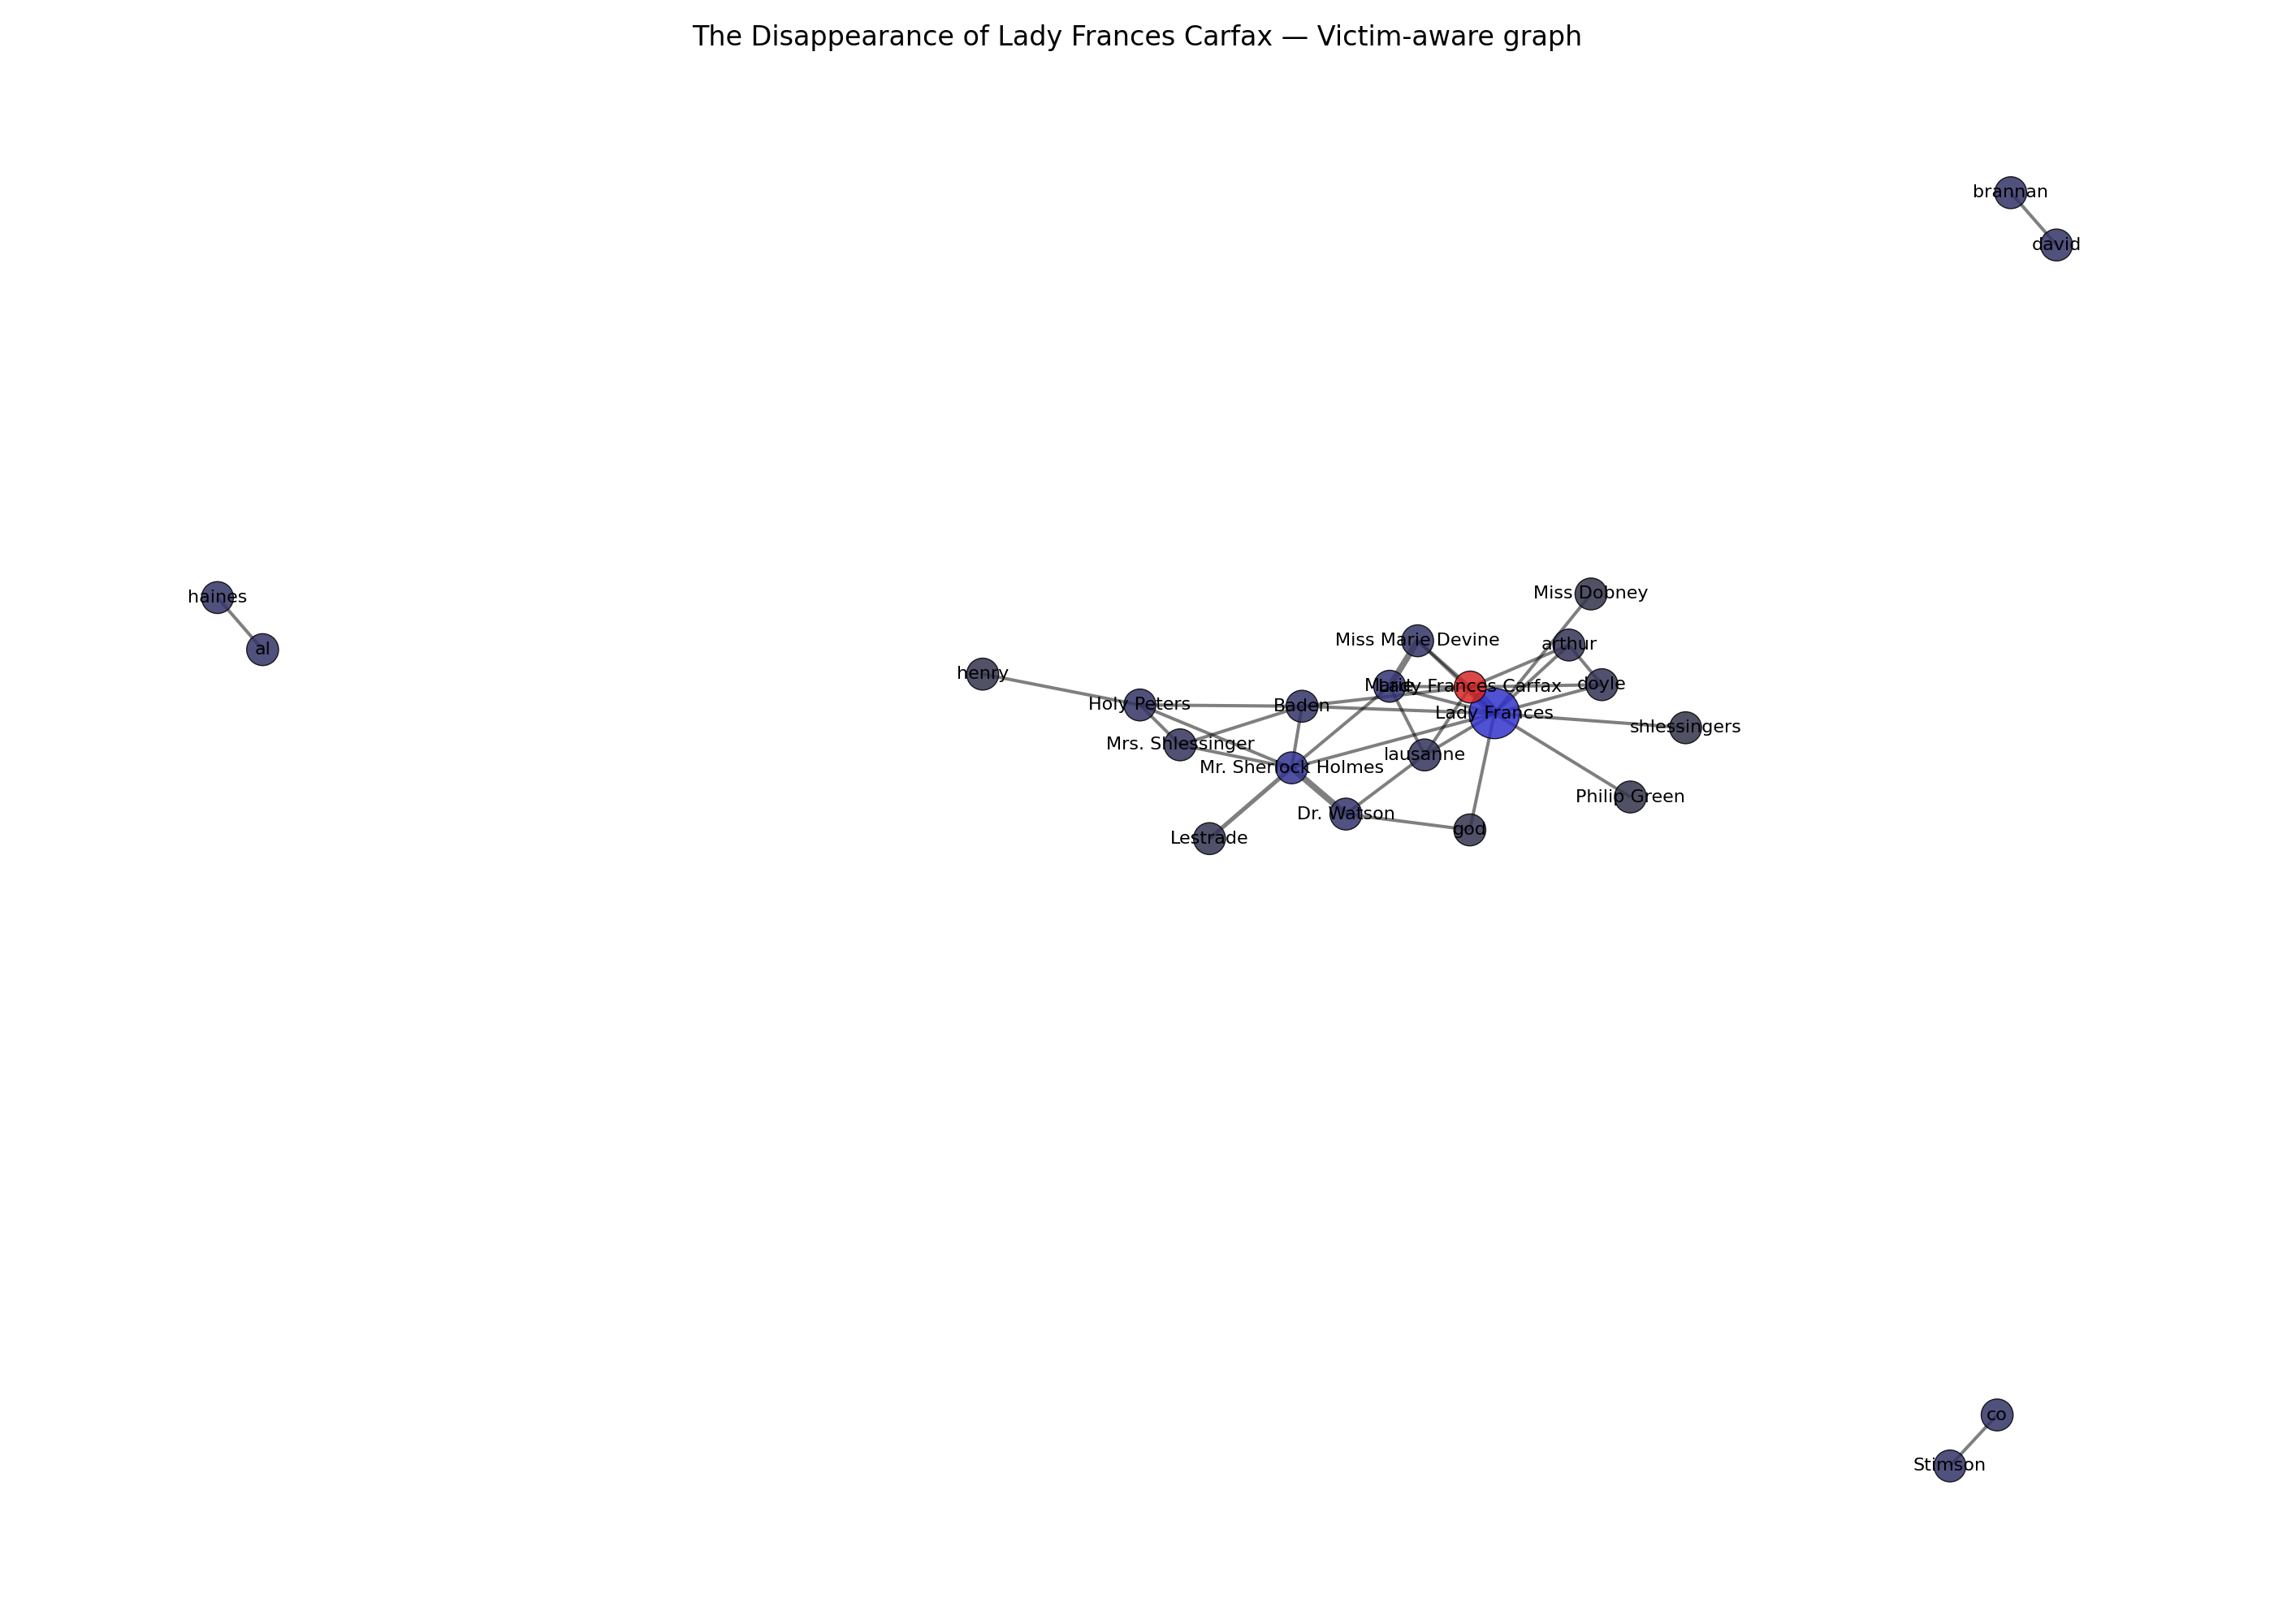 The Disappearance of Lady Frances Carfax — Victim-aware graph
brannan
david
haines
al
Miss Dobney
Miss Marie Devine
arthur
henry
Marie
Lady Frances Carfax
doyle
Holy Peters
Baden
Lady Frances
shlessingers
Mrs. Shlessinger
lausanne
Mr. Sherlock Holmes
Philip Green
Dr. Watson
god
Lestrade
co
Stimson